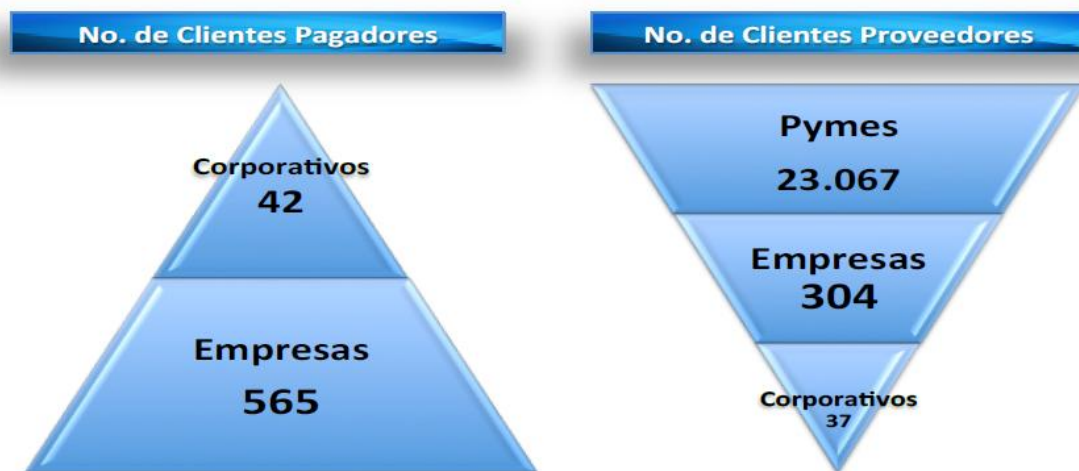 No. de Clientes Pagadores
Corporativos
42
Empresas
565
No. de Clientes Proveedores
Pymes
23.067
Empresas
304
Corporativos
37